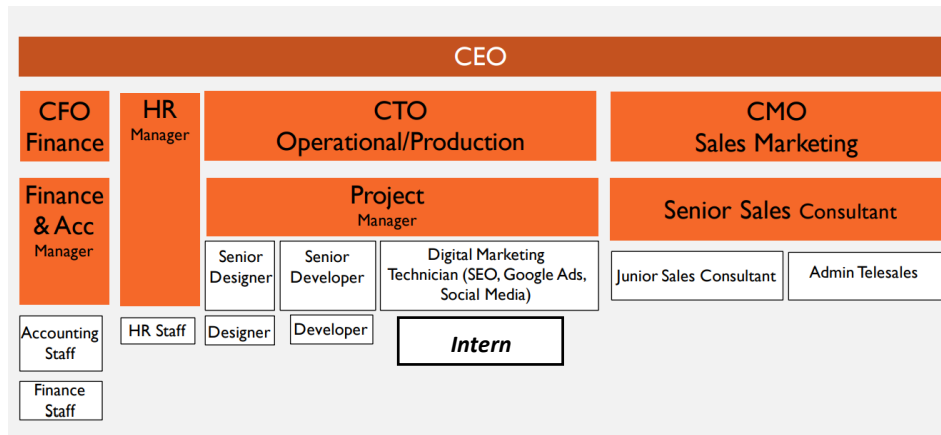 CEO
CFO
Finance
HR
Manager
CTO
Operational/Production
CMO
Sales Marketing
Finance
& Acc
Manager
Project
Manager
Senior Sales Consultant
Senior
Designer
Senior
Developer
Digital Marketing
Technician (SEO, Google Ads,
Social Media)
Junior Sales Consultant
Admin Telesales
Accounting
Staff
HR Staff
Designer
Developer
Intern
Finance
Staff